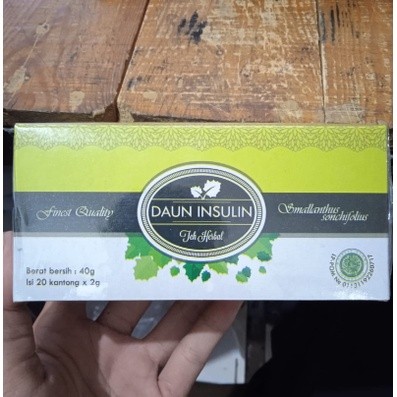 Finest Quality
DAUN INSULIN
Teh Herbal
Smallanthus
sonchifolius
Berat bersih : 40g
Isi 20 kantong x 2g